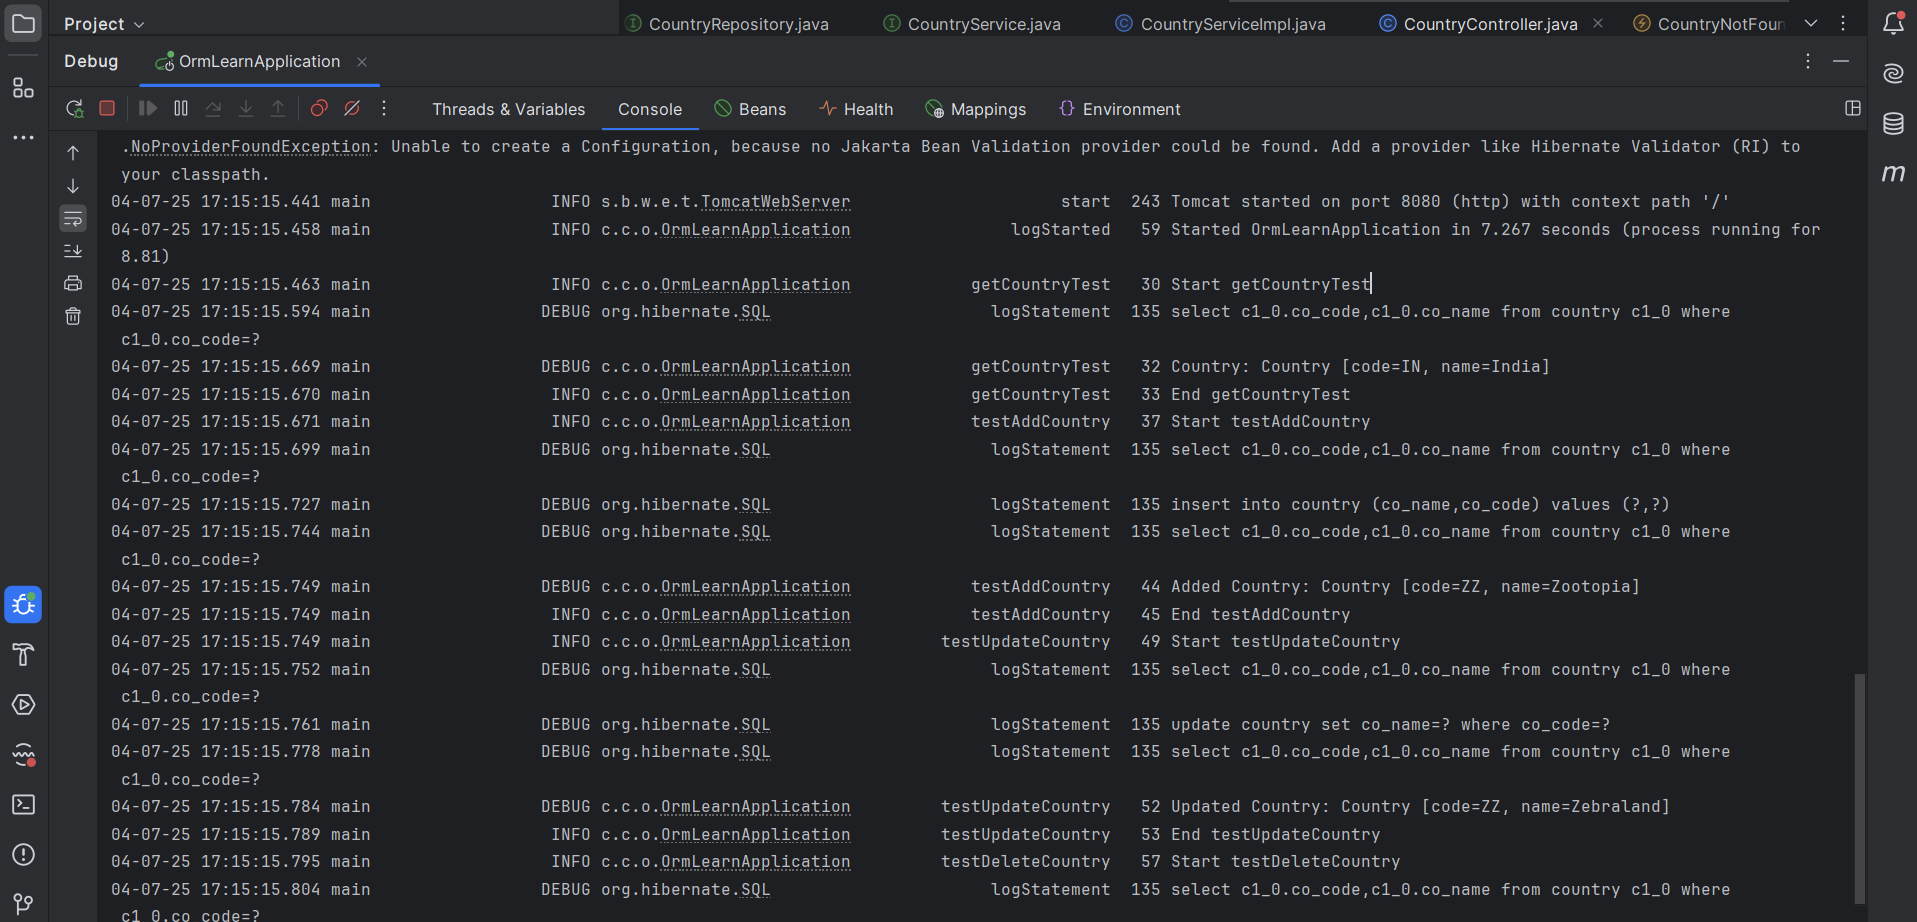 Project
CountryRepository.java CountryService.java CountryServiceImpl.java CountryController.java CountryNotFoun
Debug OrmLearnApplication
Threads & Variables Console Beans Health Mappings Environment
.NoProviderFoundException: Unable to create a Configuration, because no Jakarta Bean Validation provider could be found. Add a provider like Hibernate Validator (RI) to
your classpath.
04-07-25 17:15:15.441 main INFO s.b.w.e.t.TomcatWebServer start 243 Tomcat started on port 8080 (http) with context path '/'
04-07-25 17:15:15.458 main INFO c.c.o.OrmLearnApplication logStarted 59 Started OrmLearnApplication in 7.267 seconds (process running for
8.81)
04-07-25 17:15:15.463 main INFO c.c.o.OrmLearnApplication getCountryTest 30 Start getCountryTest
04-07-25 17:15:15.594 main DEBUG org.hibernate.SQL logStatement 135 select c1_0.co_code,c1_0.co_name from country c1_0 where
c1_0.co_code=?
04-07-25 17:15:15.669 main DEBUG c.c.o.OrmLearnApplication getCountryTest 32 Country: Country [code=IN, name=India]
04-07-25 17:15:15.670 main INFO c.c.o.OrmLearnApplication getCountryTest 33 End getCountryTest
04-07-25 17:15:15.671 main INFO c.c.o.OrmLearnApplication testAddCountry 37 Start testAddCountry
04-07-25 17:15:15.699 main DEBUG org.hibernate.SQL logStatement 135 select c1_0.co_code,c1_0.co_name from country c1_0 where
c1_0.co_code=?
04-07-25 17:15:15.727 main DEBUG org.hibernate.SQL logStatement 135 insert into country (co_name,co_code) values (?,?)
04-07-25 17:15:15.744 main DEBUG org.hibernate.SQL logStatement 135 select c1_0.co_code,c1_0.co_name from country c1_0 where
c1_0.co_code=?
04-07-25 17:15:15.749 main DEBUG c.c.o.OrmLearnApplication testAddCountry 44 Added Country: Country [code=ZZ, name=Zootopia]
04-07-25 17:15:15.749 main INFO c.c.o.OrmLearnApplication testAddCountry 45 End testAddCountry
04-07-25 17:15:15.749 main INFO c.c.o.OrmLearnApplication testUpdateCountry 49 Start testUpdateCountry
04-07-25 17:15:15.752 main DEBUG org.hibernate.SQL logStatement 135 select c1_0.co_code,c1_0.co_name from country c1_0 where
c1_0.co_code=?
04-07-25 17:15:15.761 main DEBUG org.hibernate.SQL logStatement 135 update country set co_name=? where co_code=?
04-07-25 17:15:15.778 main DEBUG org.hibernate.SQL logStatement 135 select c1_0.co_code,c1_0.co_name from country c1_0 where
c1_0.co_code=?
04-07-25 17:15:15.784 main DEBUG c.c.o.OrmLearnApplication testUpdateCountry 52 Updated Country: Country [code=ZZ, name=Zebraland]
04-07-25 17:15:15.789 main INFO c.c.o.OrmLearnApplication testUpdateCountry 53 End testUpdateCountry
04-07-25 17:15:15.795 main INFO c.c.o.OrmLearnApplication testDeleteCountry 57 Start testDeleteCountry
04-07-25 17:15:15.804 main DEBUG org.hibernate.SQL logStatement 135 select c1_0.co_code,c1_0.co_name from country c1_0 where
c1_0.co_code=?